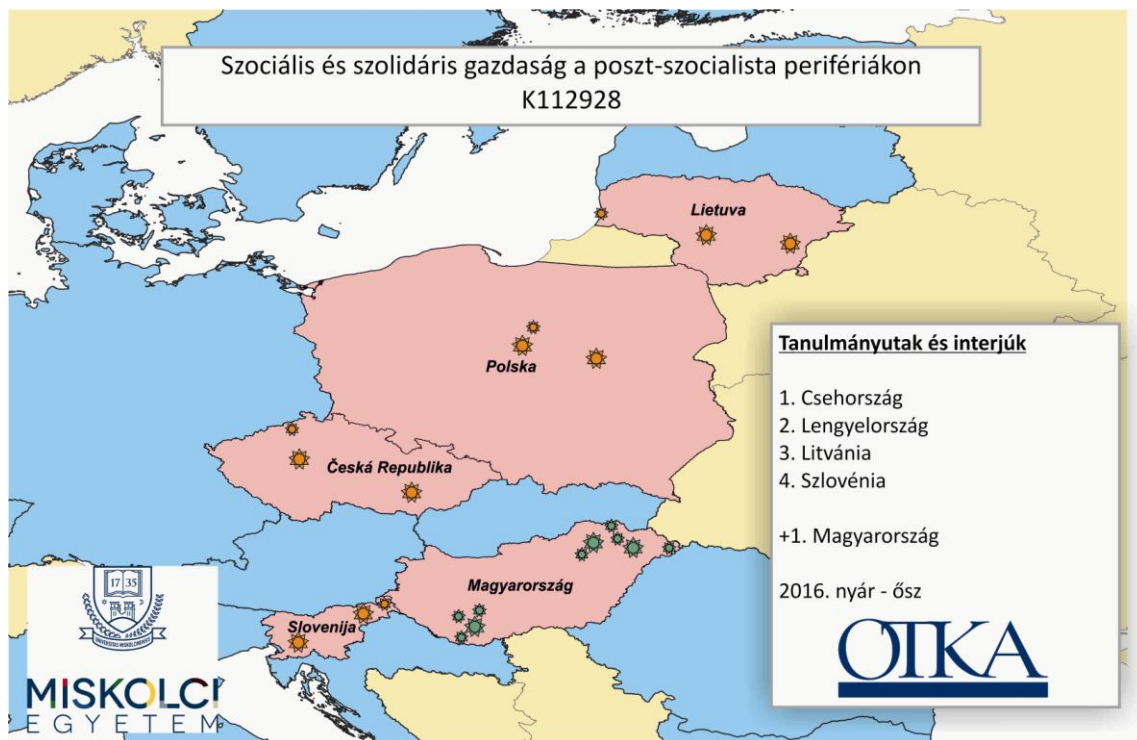 Szociális és szolidáris gazdaság a poszt-szocialista perifériákon
K112928
Lietuva
Polska
Česká Republika
Magyarország
Slovenija
Tanulmányutak és interjúk
1. Csehország
2. Lengyelország
3. Litvánia
4. Szlovénia
+1. Magyarország
2016. nyár - ősz
OTKA
17 35
MISKOLCI
EGYETEM